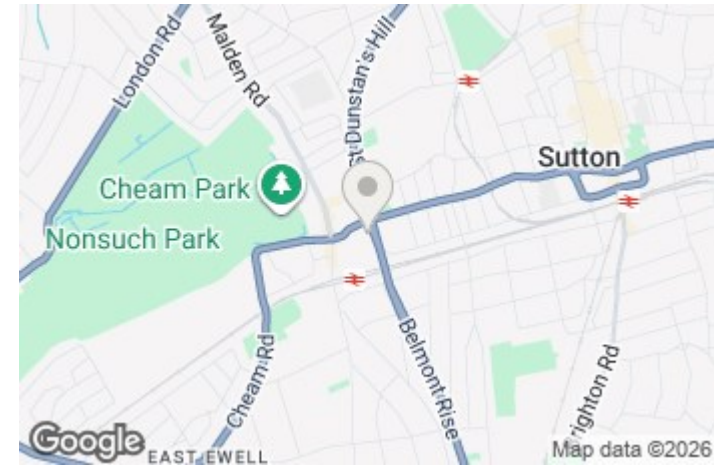 London Rd
Malden Rd
St Dunstan's Hill
Sutton
Cheam Park
Nonsuch Park
Cheam Rd
Belmont Rise
righton Rd
Google
EAST EWELL
Map data ©2026